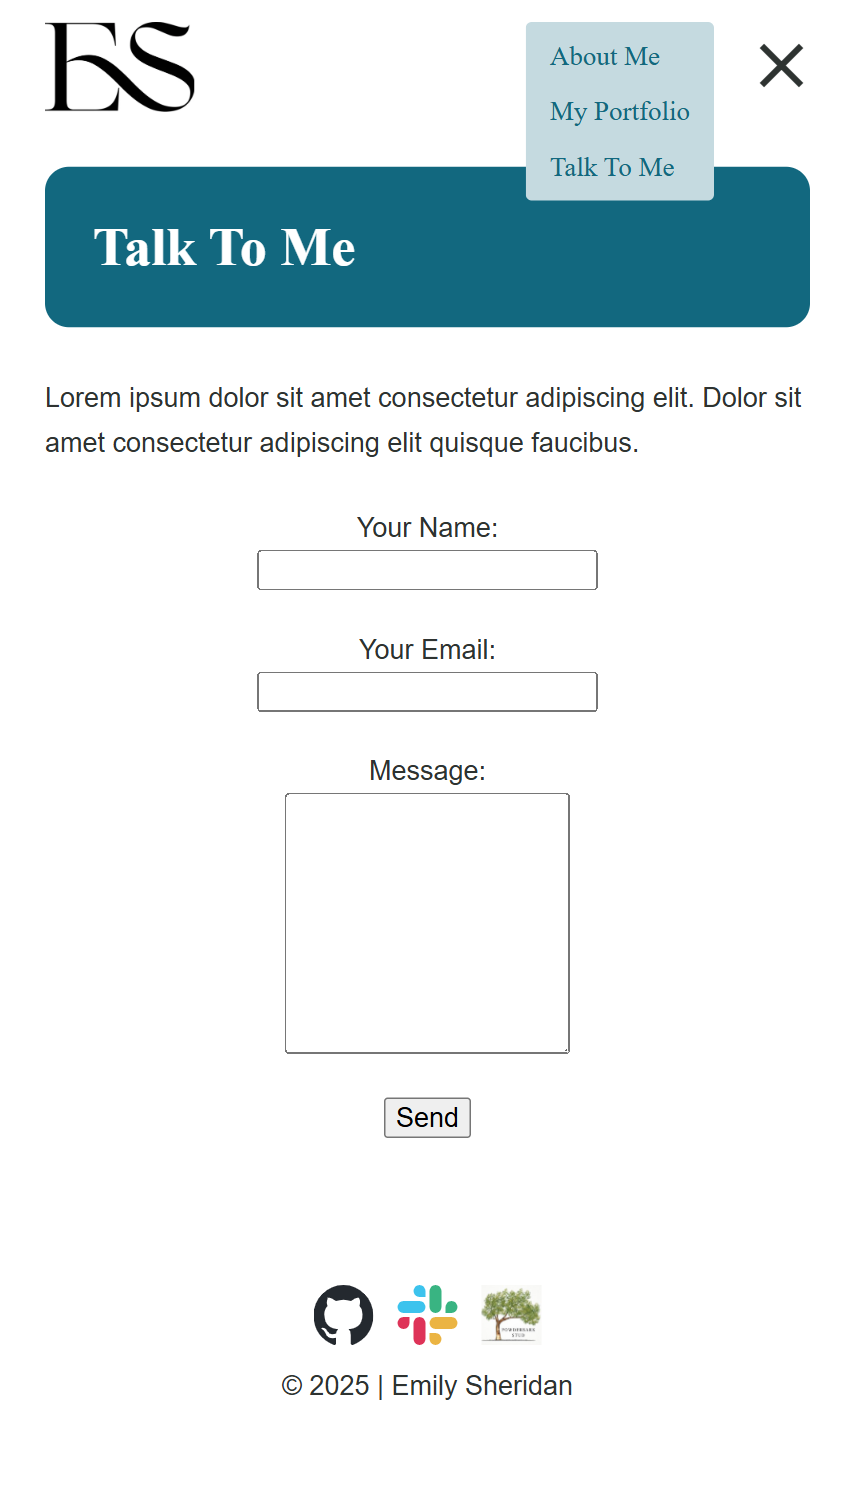 ES
About Me
My Portfolio
Talk To Me
Talk To Me
Lorem ipsum dolor sit amet consectetur adipiscing elit. Dolor sit
amet consectetur adipiscing elit quisque faucibus.
Your Name:
Your Email:
Message:
Send
© 2025 | Emily Sheridan